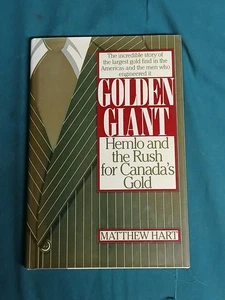 The incredible story of
the largest gold find in the
Americas and the men who
engineered it
GOLDEN
GIANT
Hemlo and
the Rush
for Canada's
Gold
MATTHEW HART